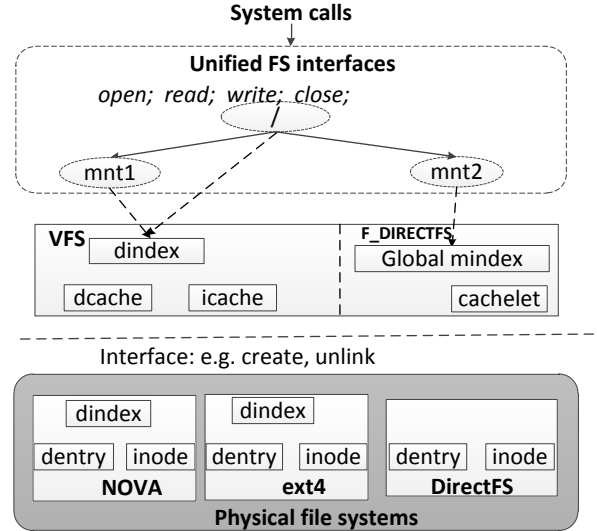 System calls
Unified FS interfaces
open; read; write; close;
/
mnt1 mnt2
VFS F_DIRECTFS
dindex Global mindex
dcache icache cachelet
Interface: e.g. create, unlink
dindex dindex
dentry inode dentry inode dentry inode
NOVA ext4 DirectFS
Physical file systems